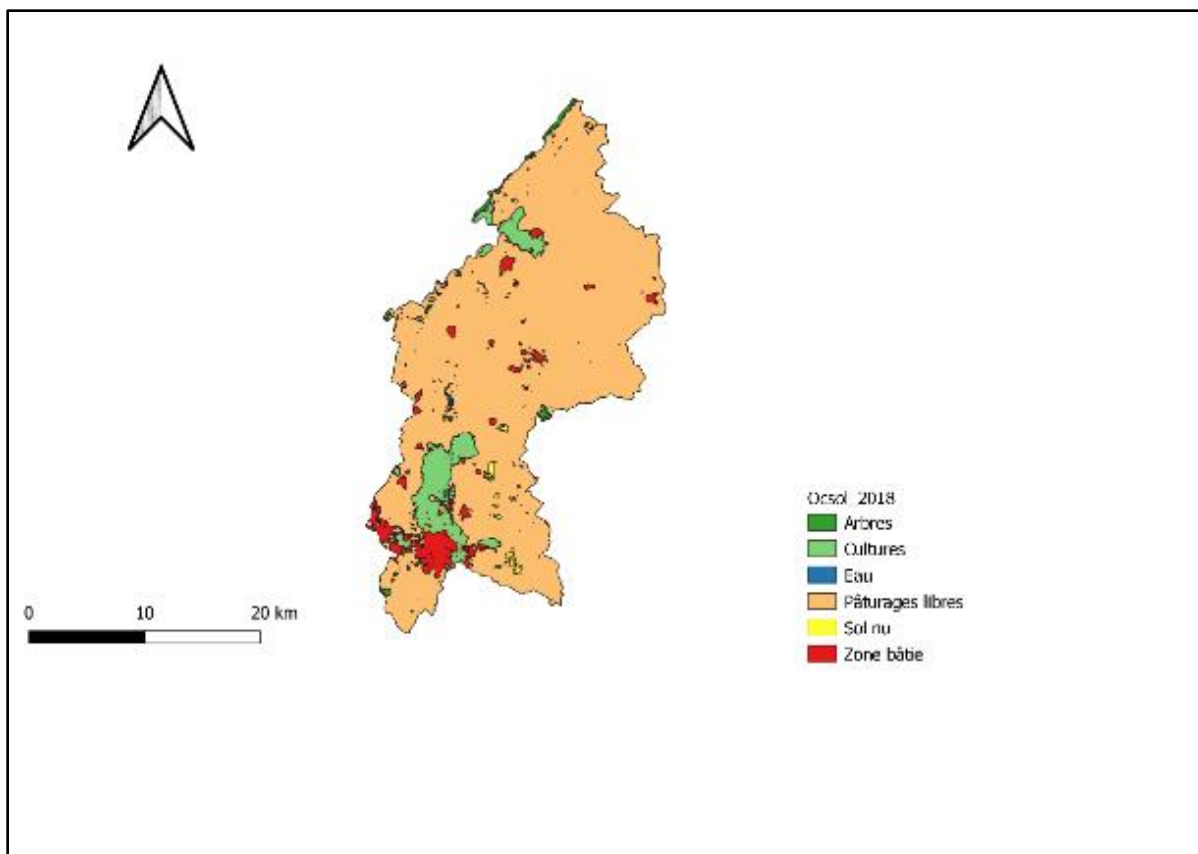 Ocsol 2018
Arbres
Cultures
Eau
Pâturages libres
Sol nu
Zone bâtie
0 10 20 km